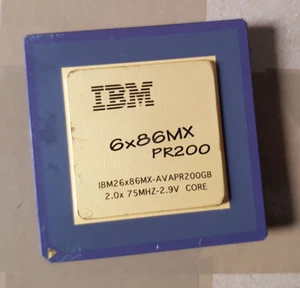 IBM
6x86MX
PR200
IBM26x86MX-AVAPR200GB
2.0x 75MHZ-2.9V CORE